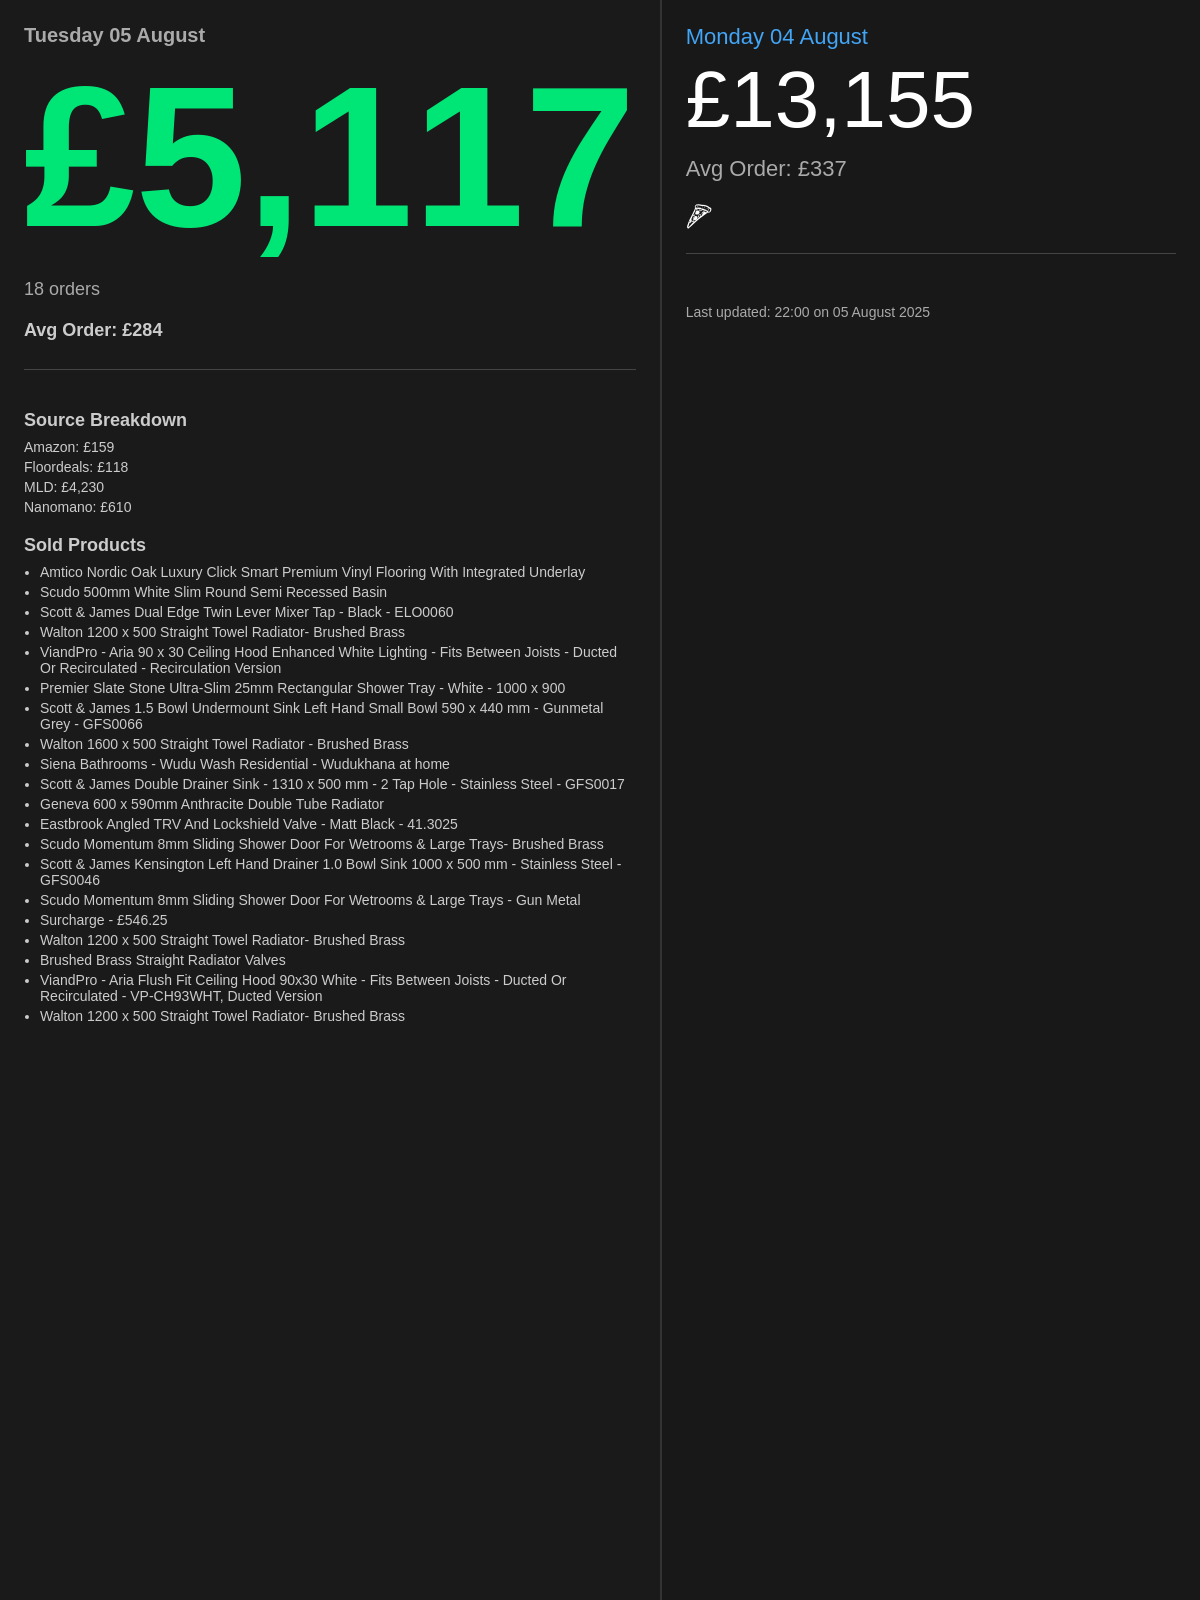 Tuesday 05 August
£5,117
18 orders
Avg Order: £284
Source Breakdown
Amazon: £159
Floordeals: £118
MLD: £4,230
Nanomano: £610
Sold Products
Amtico Nordic Oak Luxury Click Smart Premium Vinyl Flooring With Integrated Underlay
Scudo 500mm White Slim Round Semi Recessed Basin
Scott & James Dual Edge Twin Lever Mixer Tap - Black - ELO0060
Walton 1200 x 500 Straight Towel Radiator- Brushed Brass
ViandPro - Aria 90 x 30 Ceiling Hood Enhanced White Lighting - Fits Between Joists - Ducted
Or Recirculated - Recirculation Version
Premier Slate Stone Ultra-Slim 25mm Rectangular Shower Tray - White - 1000 x 900
Scott & James 1.5 Bowl Undermount Sink Left Hand Small Bowl 590 x 440 mm - Gunmetal
Grey - GFS0066
Walton 1600 x 500 Straight Towel Radiator - Brushed Brass
Siena Bathrooms - Wudu Wash Residential - Wudukhana at home
Scott & James Double Drainer Sink - 1310 x 500 mm - 2 Tap Hole - Stainless Steel - GFS0017
Geneva 600 x 590mm Anthracite Double Tube Radiator
Eastbrook Angled TRV And Lockshield Valve - Matt Black - 41.3025
Scudo Momentum 8mm Sliding Shower Door For Wetrooms & Large Trays- Brushed Brass
Scott & James Kensington Left Hand Drainer 1.0 Bowl Sink 1000 x 500 mm - Stainless Steel -
GFS0046
Scudo Momentum 8mm Sliding Shower Door For Wetrooms & Large Trays - Gun Metal
Surcharge - £546.25
Walton 1200 x 500 Straight Towel Radiator- Brushed Brass
Brushed Brass Straight Radiator Valves
ViandPro - Aria Flush Fit Ceiling Hood 90x30 White - Fits Between Joists - Ducted Or
Recirculated - VP-CH93WHT, Ducted Version
Walton 1200 x 500 Straight Towel Radiator- Brushed Brass
Monday 04 August
£13,155
Avg Order: £337
Last updated: 22:00 on 05 August 2025